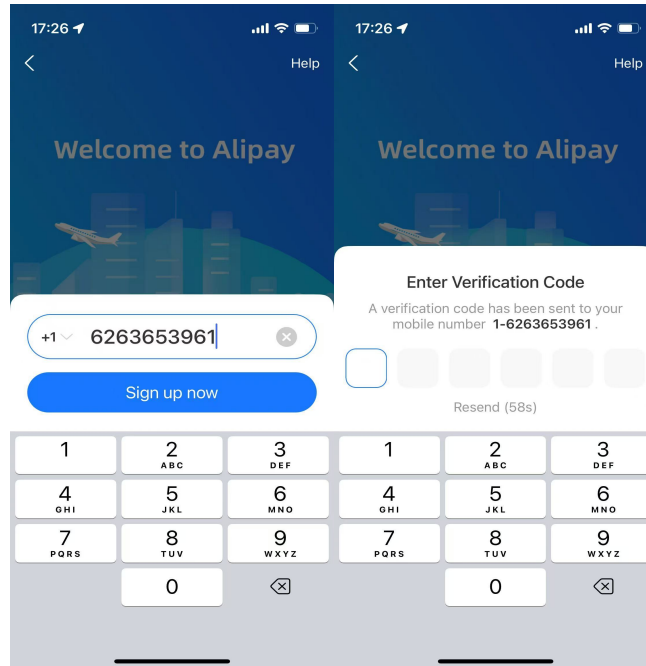 17:26
Help
Welcome to Alipay
+1 6263653961
Sign up now
1 2 3
ABC DEF
4 5 6
GHI JKL MNO
7 8 9
PQRS TUV WXYZ
0
17:26
Help
Welcome to Alipay
Enter Verification Code
A verification code has been sent to your
mobile number 1-6263653961 .
Resend (58s)
1 2 3
ABC DEF
4 5 6
GHI JKL MNO
7 8 9
PQRS TUV WXYZ
0